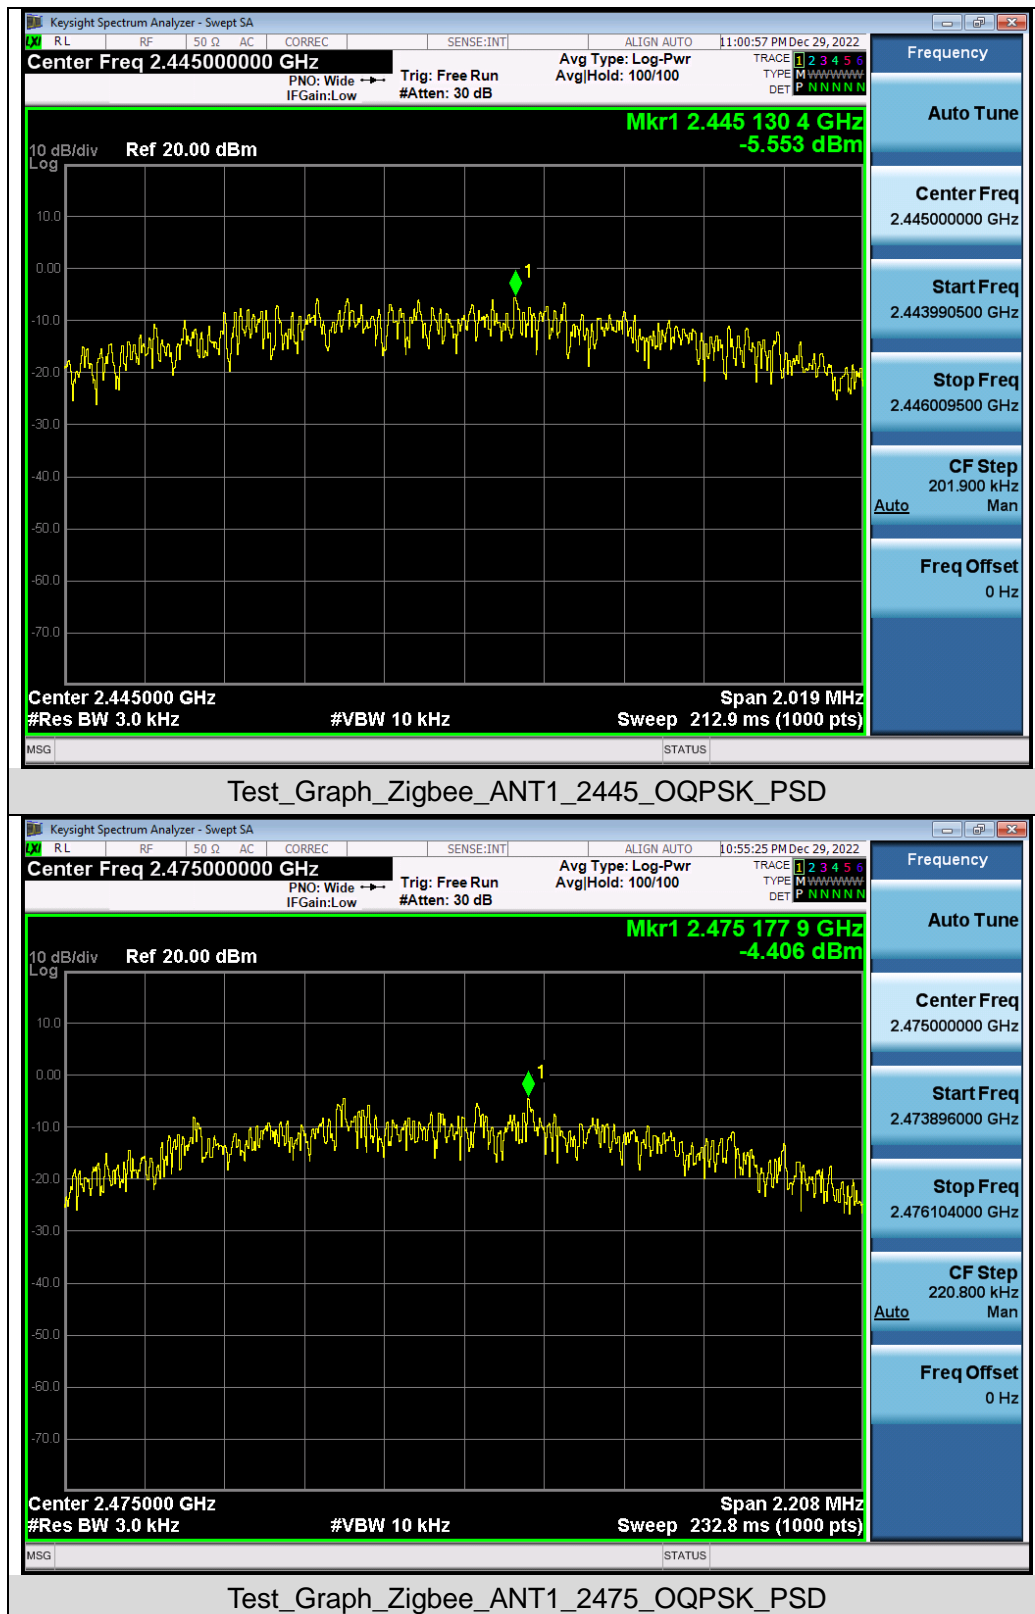 Keysight Spectrum Analyzer - Swept SA
LXI RL RF 50 Ω AC CORREC SENSE:INT ALIGN AUTO 11:00:57 PM Dec 29, 2022
Center Freq 2.445000000 GHz
PNO: Wide
IFGain:Low
Trig: Free Run
#Atten: 30 dB
Avg Type: Log-Pwr
Avg|Hold: 100/100
TRACE 1 2 3 4 5 6
TYPE M WWWWW
DET P N N N N N
Mkr1 2.445 130 4 GHz
-5.553 dBm
10 dB/div Ref 20.00 dBm
Log
10.0
0.00
-10.0
-20.0
-30.0
-40.0
-50.0
-60.0
-70.0
1
Center 2.445000 GHz Span 2.019 MHz
#Res BW 3.0 kHz #VBW 10 kHz Sweep 212.9 ms (1000 pts)
MSG STATUS
Frequency
Auto Tune
Center Freq
2.445000000 GHz
Start Freq
2.443990500 GHz
Stop Freq
2.446009500 GHz
CF Step
201.900 kHz
Auto Man
Freq Offset
0 Hz
Test_Graph_Zigbee_ANT1_2445_OQPSK_PSD
Keysight Spectrum Analyzer - Swept SA
LXI RL RF 50 Ω AC CORREC SENSE:INT ALIGN AUTO 10:55:25 PM Dec 29, 2022
Center Freq 2.475000000 GHz
PNO: Wide
IFGain:Low
Trig: Free Run
#Atten: 30 dB
Avg Type: Log-Pwr
Avg|Hold: 100/100
TRACE 1 2 3 4 5 6
TYPE M WWWWW
DET P N N N N N
Mkr1 2.475 177 9 GHz
-4.406 dBm
10 dB/div Ref 20.00 dBm
Log
10.0
0.00
-10.0
-20.0
-30.0
-40.0
-50.0
-60.0
-70.0
1
Center 2.475000 GHz Span 2.208 MHz
#Res BW 3.0 kHz #VBW 10 kHz Sweep 232.8 ms (1000 pts)
MSG STATUS
Frequency
Auto Tune
Center Freq
2.475000000 GHz
Start Freq
2.473896000 GHz
Stop Freq
2.476104000 GHz
CF Step
220.800 kHz
Auto Man
Freq Offset
0 Hz
Test_Graph_Zigbee_ANT1_2475_OQPSK_PSD